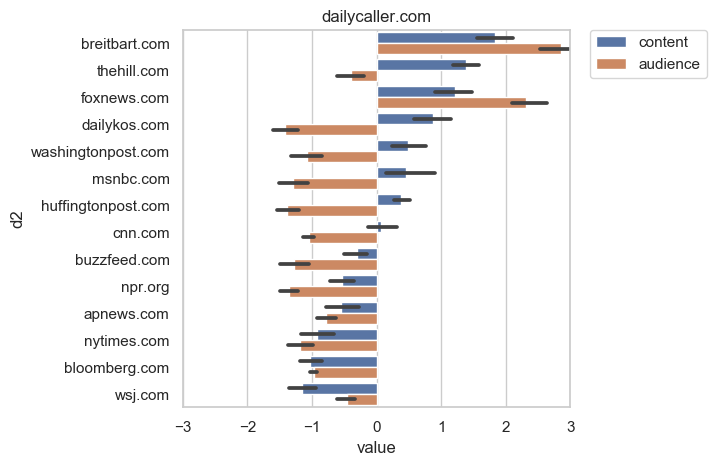 dailycaller.com
content
audience
breitbart.com
thehill.com
foxnews.com
dailykos.com
washingtonpost.com
msnbc.com
huffingtonpost.com
cnn.com
buzzfeed.com
npr.org
apnews.com
nytimes.com
bloomberg.com
wsj.com
d2
−3 −2 −1 0 1 2 3
value